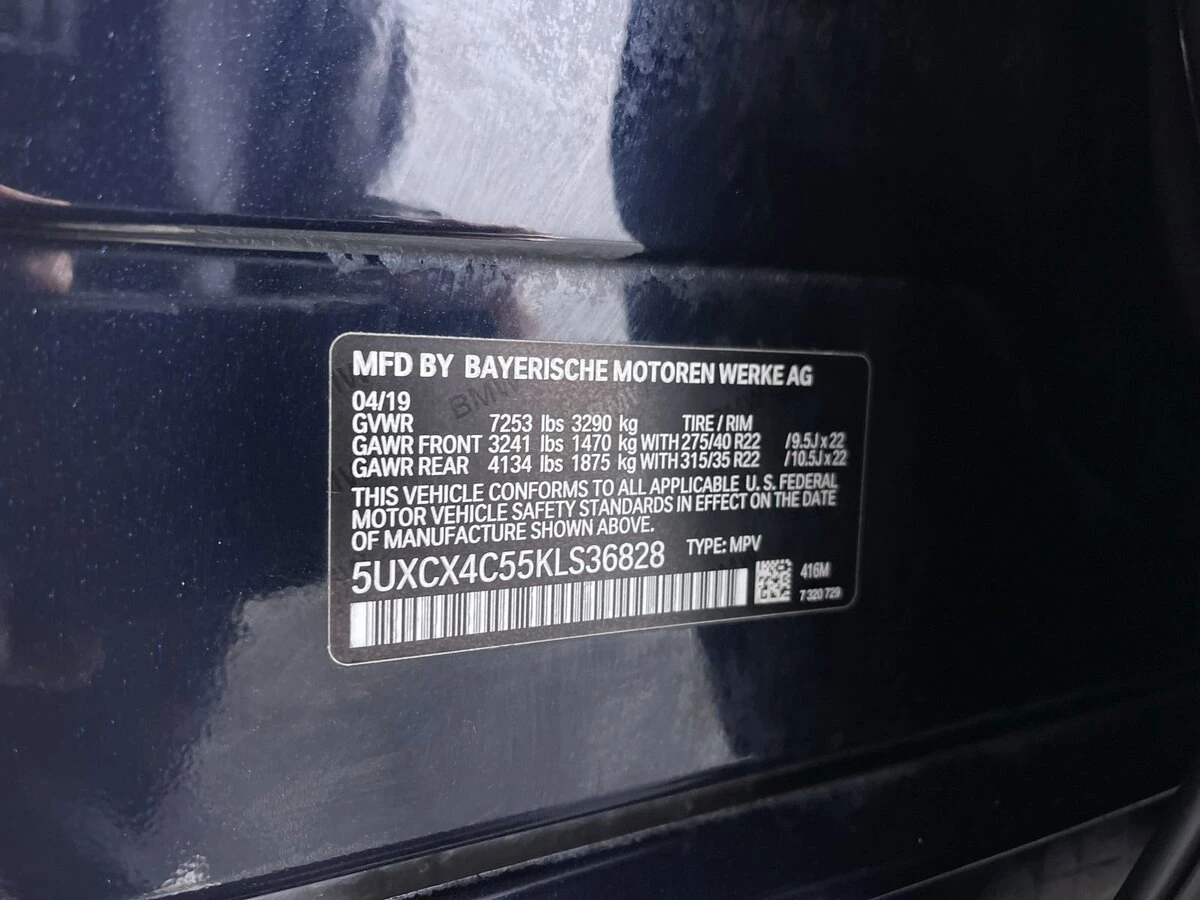 MFD BY BAYERISCHE MOTOREN WERKE AG
04/19
GVWR 7253 lbs 3290 kg TIRE / RIM
GAWR FRONT 3241 lbs 1470 kg WITH 275/40 R22 /9.5J x 22
GAWR REAR 4134 lbs 1875 kg WITH 315/35 R22 /10.5J x 22
THIS VEHICLE CONFORMS TO ALL APPLICABLE U.S. FEDERAL
MOTOR VEHICLE SAFETY STANDARDS IN EFFECT ON THE DATE
OF MANUFACTURE SHOWN ABOVE.
5UXCX4C55KLS36828 TYPE: MPV
416M
7 320 729